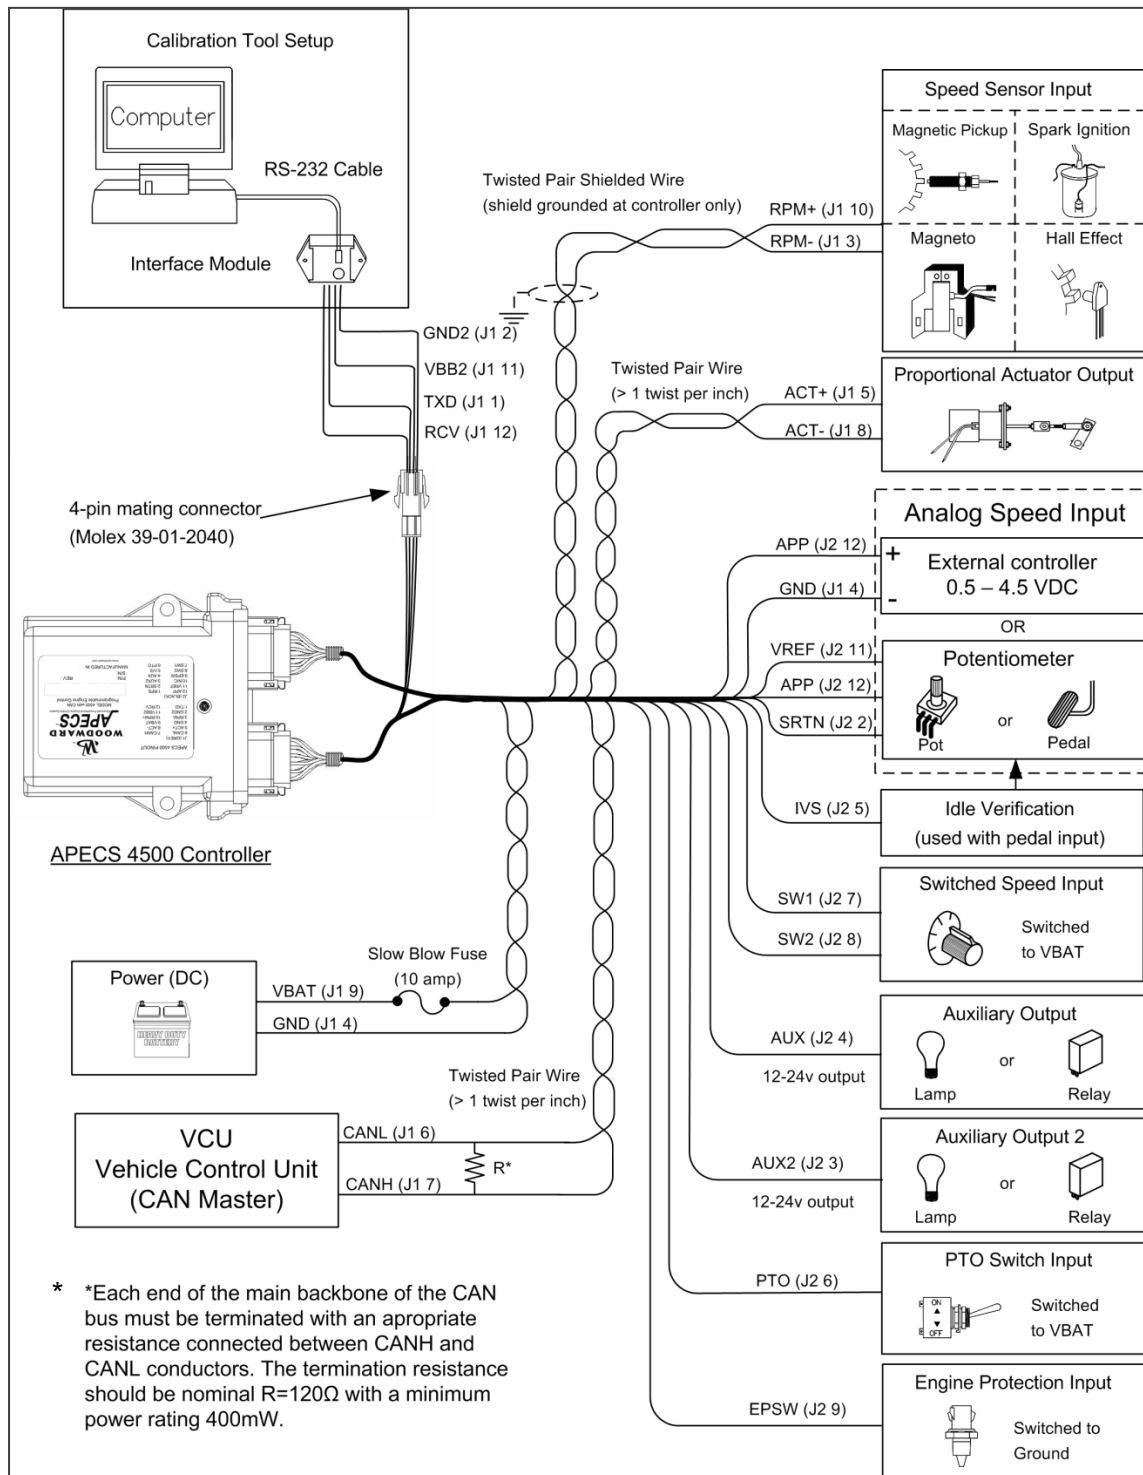 Calibration Tool Setup
Computer
RS-232 Cable
Interface Module
GND2 (J1 2)
VBB2 (J1 11)
TXD (J1 1)
RCV (J1 12)
4-pin mating connector
(Molex 39-01-2040)
Twisted Pair Shielded Wire
(shield grounded at controller only)
RPM+ (J1 10)
RPM- (J1 3)
Speed Sensor Input
Magnetic Pickup
Spark Ignition
Magneto
Hall Effect
Twisted Pair Wire
(> 1 twist per inch)
ACT+ (J1 5)
ACT- (J1 8)
Proportional Actuator Output
Analog Speed Input
APP (J2 12)
GND (J1 4)
+
-
External controller
0.5 – 4.5 VDC
OR
VREF (J2 11)
APP (J2 12)
SRTN (J2 2)
Potentiometer
or
Pot
Pedal
IVS (J2 5)
Idle Verification
(used with pedal input)
SW1 (J2 7)
SW2 (J2 8)
Switched Speed Input
Switched
to VBAT
AUX (J2 4)
12-24v output
Auxiliary Output
or
Lamp
Relay
AUX2 (J2 3)
12-24v output
Auxiliary Output 2
or
Lamp
Relay
PTO (J2 6)
PTO Switch Input
ON
OFF
Switched
to VBAT
EPSW (J2 9)
Engine Protection Input
Switched to
Ground
WOODWARD
APECS
APECS 4500 PINOUT
APECS 4500 Controller
Power (DC)
HEAVY DUTY
BATTERY
VBAT (J1 9)
GND (J1 4)
Slow Blow Fuse
(10 amp)
Twisted Pair Wire
(> 1 twist per inch)
VCU
Vehicle Control Unit
(CAN Master)
CANL (J1 6)
CANH (J1 7)
R*
* *Each end of the main backbone of the CAN
bus must be terminated with an apropriate
resistance connected between CANH and
CANL conductors. The termination resistance
should be nominal R=120Ω with a minimum
power rating 400mW.